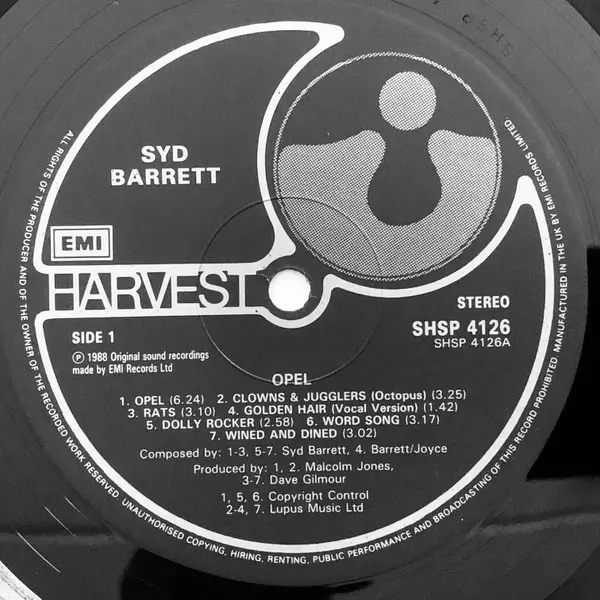 SYD
BARRETT
EMI
HARVEST
STEREO
SIDE 1
SHSP 4126
SHSP 4126A
Ⓟ 1988 Original sound recordings
made by EMI Records Ltd
OPEL
1. OPEL (6.24) 2. CLOWNS & JUGGLERS (Octopus) (3.25)
3. RATS (3.10) 4. GOLDEN HAIR (Vocal Version) (1.42)
5. DOLLY ROCKER (2.58) 6. WORD SONG (3.17)
7. WINED AND DINED (3.02)
Composed by: 1-3, 5-7. Syd Barrett, 4. Barrett/Joyce
Produced by: 1, 2. Malcolm Jones,
3-7. Dave Gilmour
1, 5, 6. Copyright Control
2-4, 7. Lupus Music Ltd
ALL RIGHTS OF THE PRODUCER AND OF THE OWNER OF THE RECORDED WORK RESERVED. UNAUTHORISED COPYING, HIRING, RENTING, PUBLIC PERFORMANCE AND BROADCASTING OF THIS RECORD PROHIBITED. MANUFACTURED IN THE UK BY EMI RECORDS LIMITED.